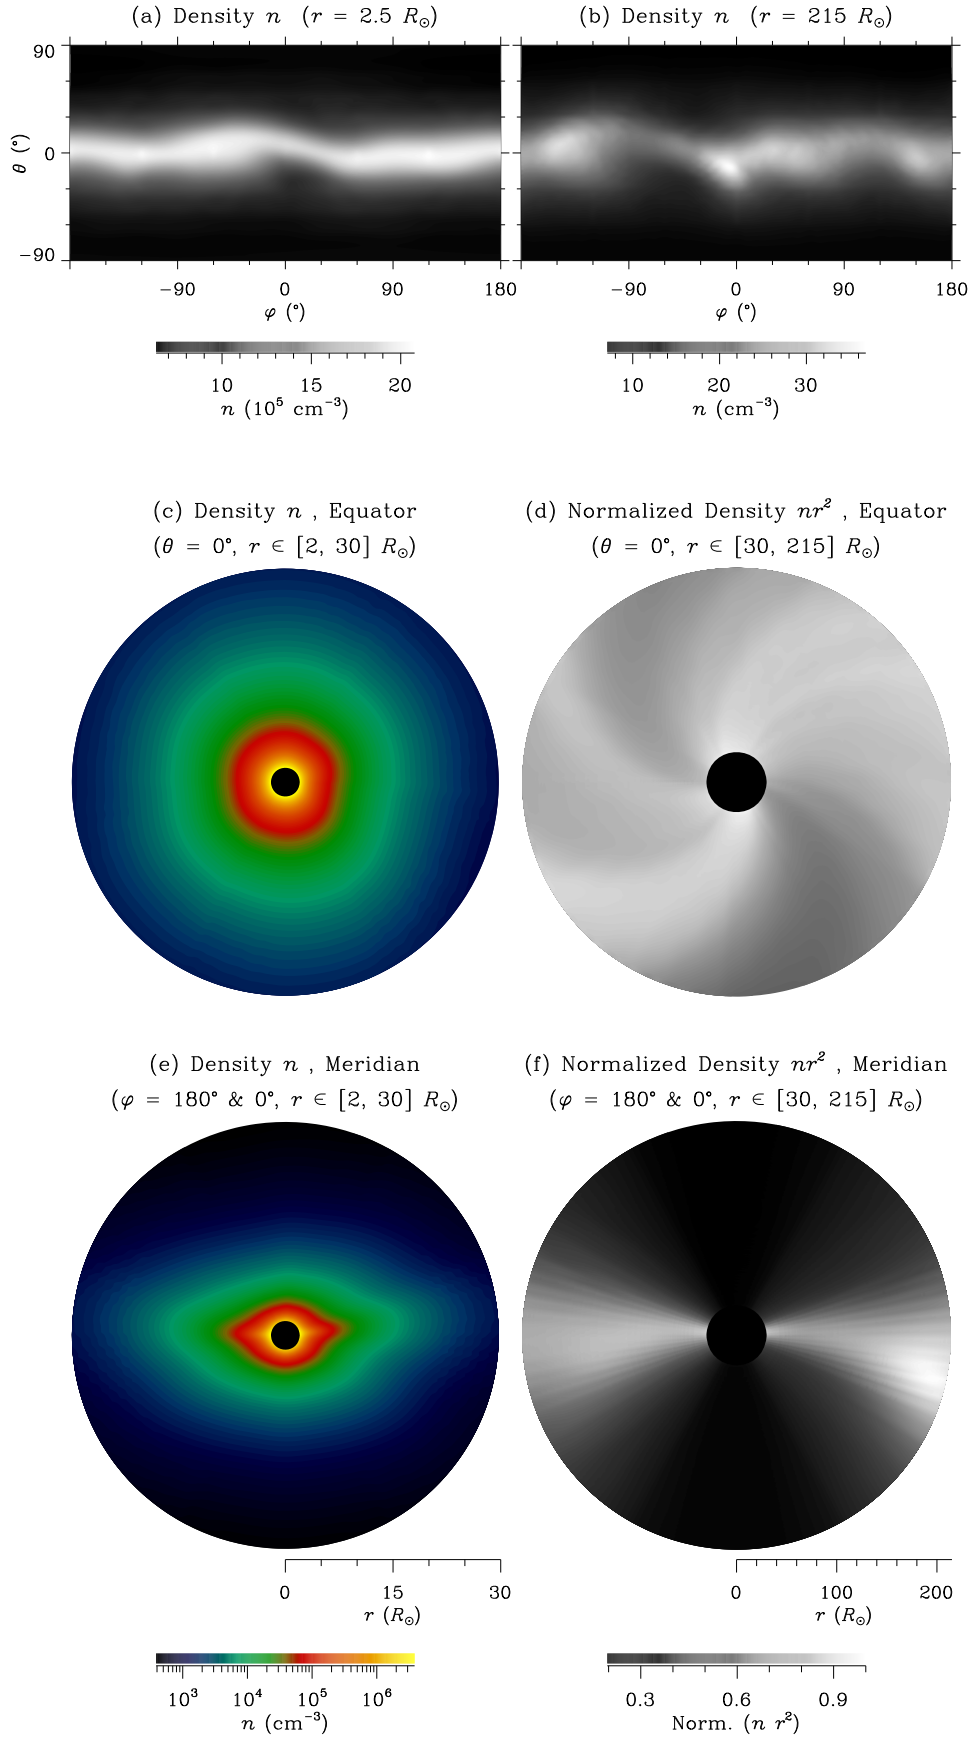 (a) Density n (r = 2.5 R☉)
(b) Density n (r = 215 R☉)
90
0
−90
θ (°)
−90 0 90 180
φ (°)
−90 0 90 180
φ (°)
10 15 20
n (10⁵ cm⁻³)
10 20 30
n (cm⁻³)
(c) Density n , Equator
(θ = 0°, r ∈ [2, 30] R☉)
(d) Normalized Density nr² , Equator
(θ = 0°, r ∈ [30, 215] R☉)
(e) Density n , Meridian
(φ = 180° & 0°, r ∈ [2, 30] R☉)
(f) Normalized Density nr² , Meridian
(φ = 180° & 0°, r ∈ [30, 215] R☉)
0 15 30
r (R☉)
0 100 200
r (R☉)
10³ 10⁴ 10⁵ 10⁶
n (cm⁻³)
0.3 0.6 0.9
Norm. (n r²)